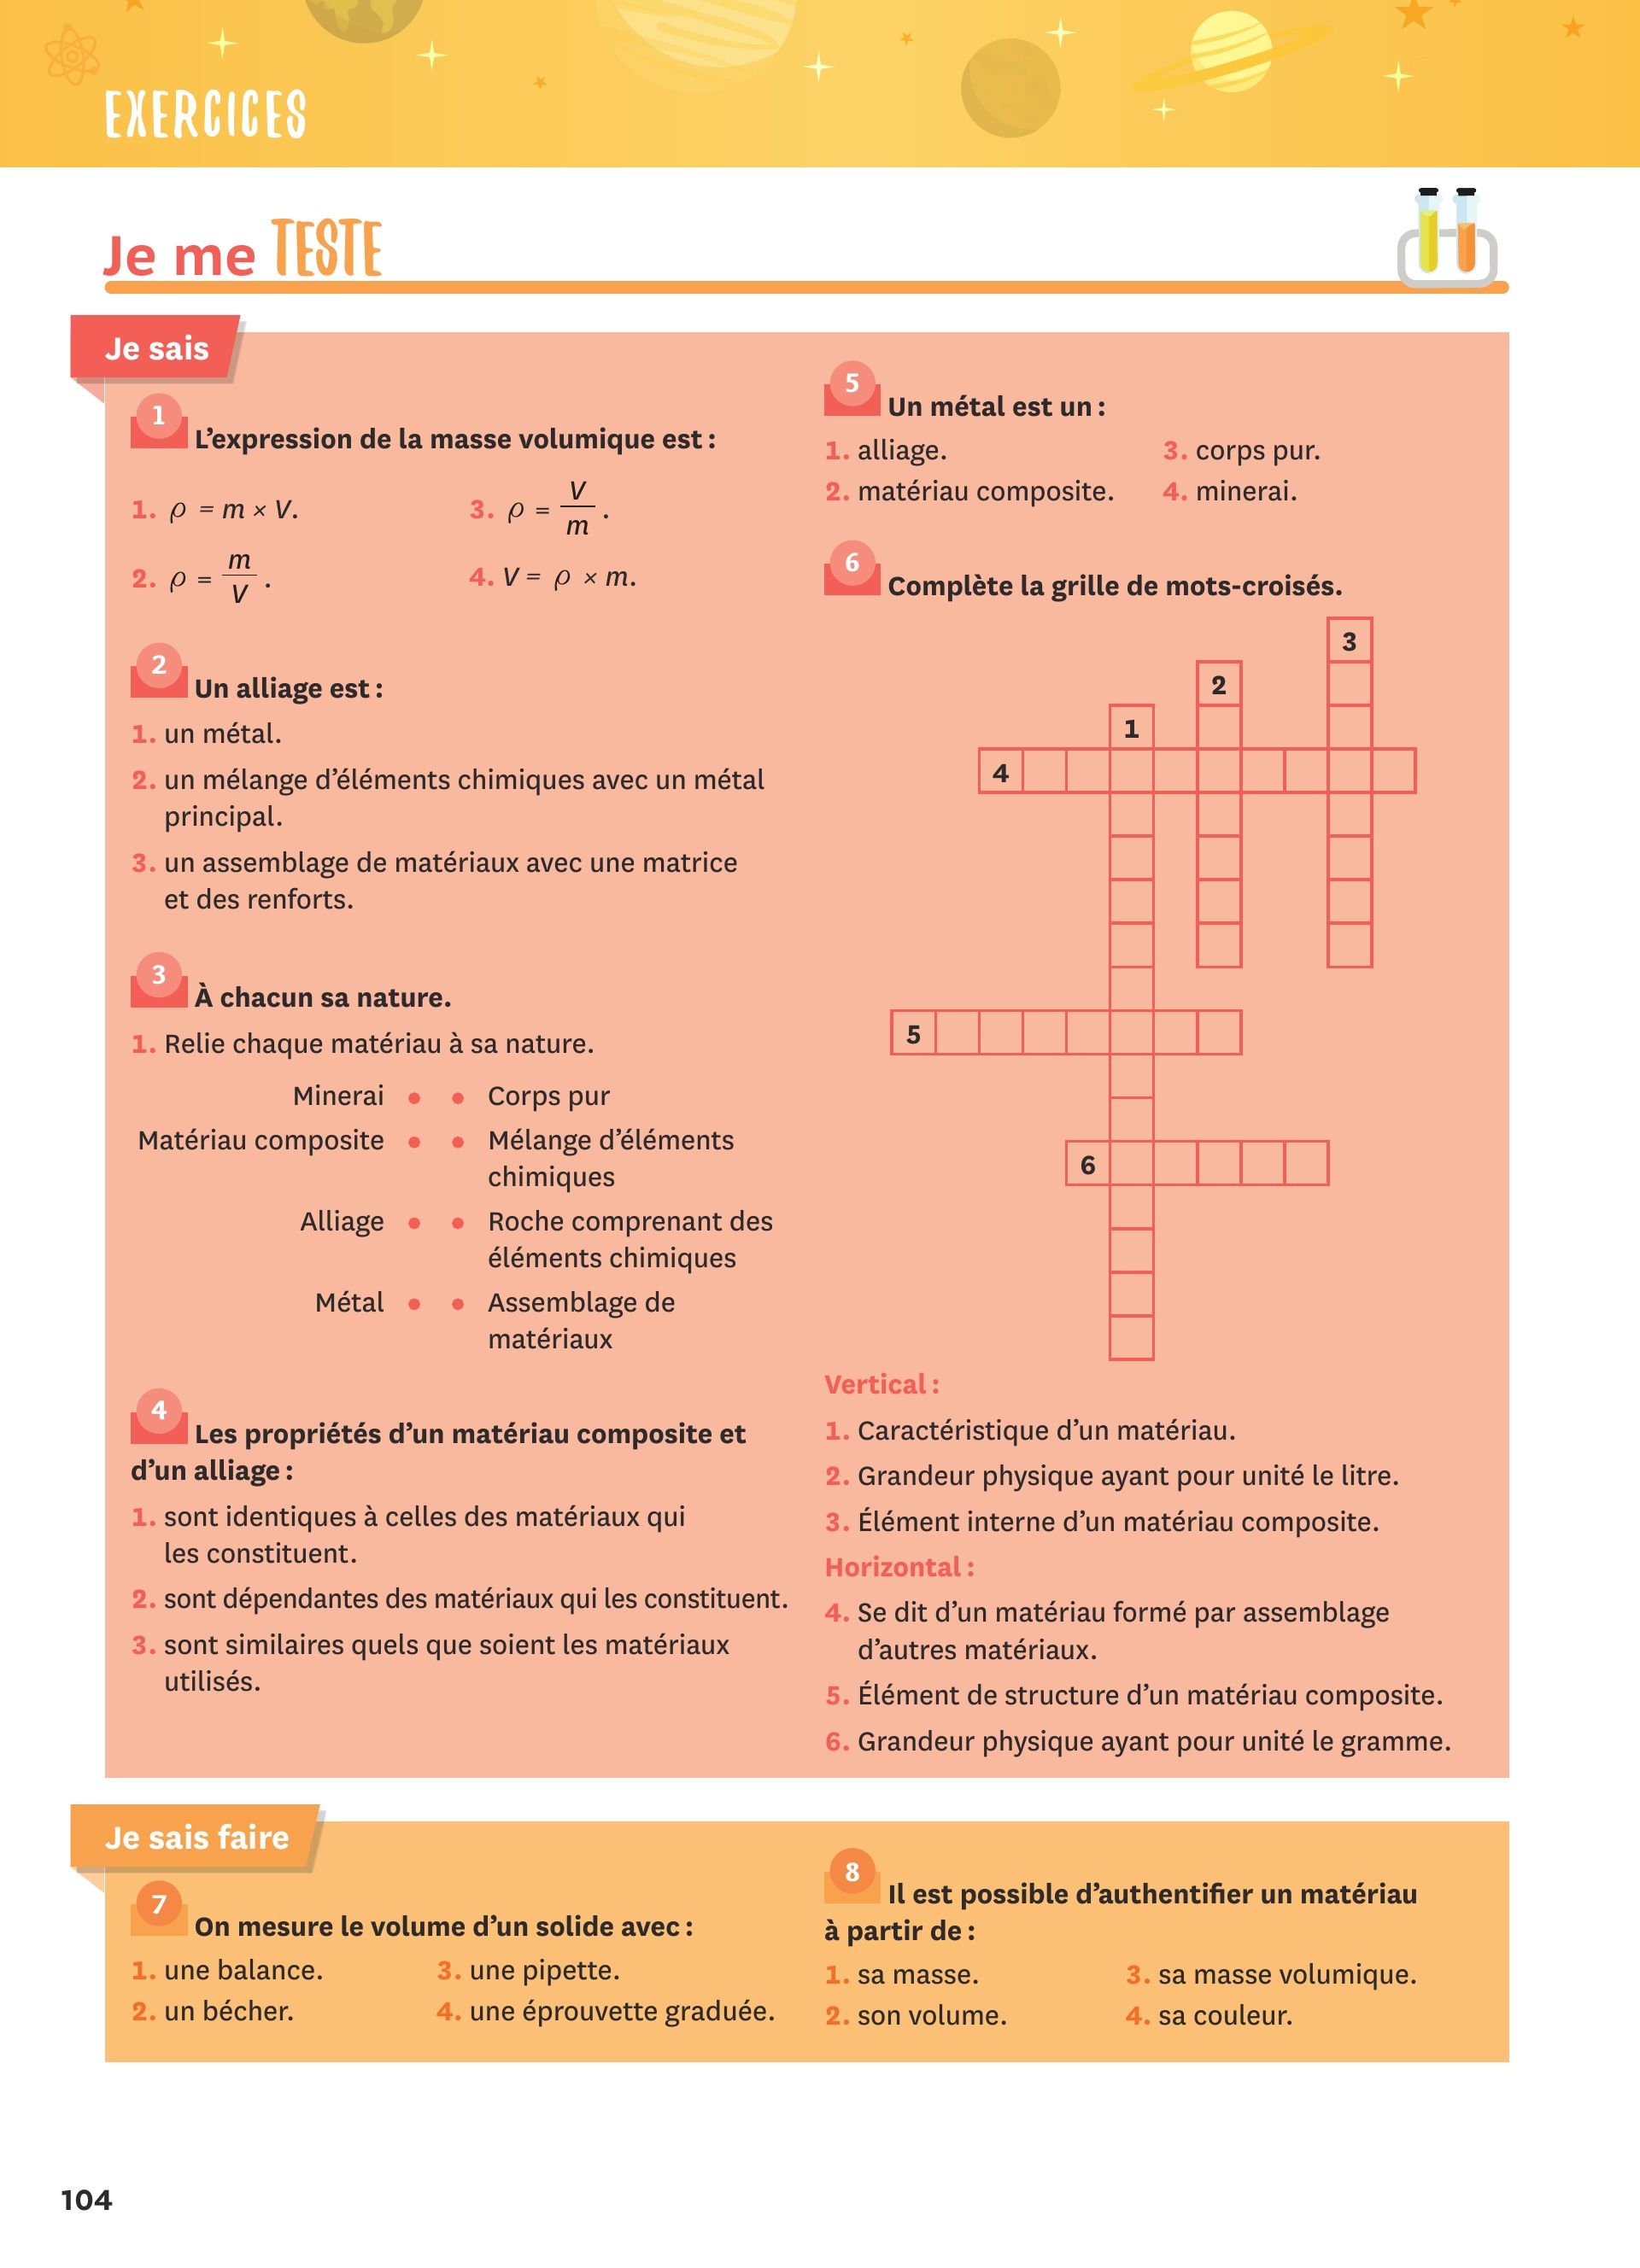 EXERCICES
Je me TESTE
Je sais
1 L’expression de la masse volumique est :
1. ρ = m × V.
2. ρ = m / V .
3. ρ = V / m .
4. V = ρ × m.
2 Un alliage est :
1. un métal.
2. un mélange d’éléments chimiques avec un métal
principal.
3. un assemblage de matériaux avec une matrice
et des renforts.
3 À chacun sa nature.
1. Relie chaque matériau à sa nature.
Minerai • • Corps pur
Matériau composite • • Mélange d’éléments
chimiques
Alliage • • Roche comprenant des
éléments chimiques
Métal • • Assemblage de
matériaux
4 Les propriétés d’un matériau composite et
d’un alliage :
1. sont identiques à celles des matériaux qui
les constituent.
2. sont dépendantes des matériaux qui les constituent.
3. sont similaires quels que soient les matériaux
utilisés.
5 Un métal est un :
1. alliage.
2. matériau composite.
3. corps pur.
4. minerai.
6 Complète la grille de mots-croisés.
3
2
1
4
5
6
Vertical :
1. Caractéristique d’un matériau.
2. Grandeur physique ayant pour unité le litre.
3. Élément interne d’un matériau composite.
Horizontal :
4. Se dit d’un matériau formé par assemblage
d’autres matériaux.
5. Élément de structure d’un matériau composite.
6. Grandeur physique ayant pour unité le gramme.
Je sais faire
7 On mesure le volume d’un solide avec :
1. une balance.
2. un bécher.
3. une pipette.
4. une éprouvette graduée.
8 Il est possible d’authentifier un matériau
à partir de :
1. sa masse.
2. son volume.
3. sa masse volumique.
4. sa couleur.
104